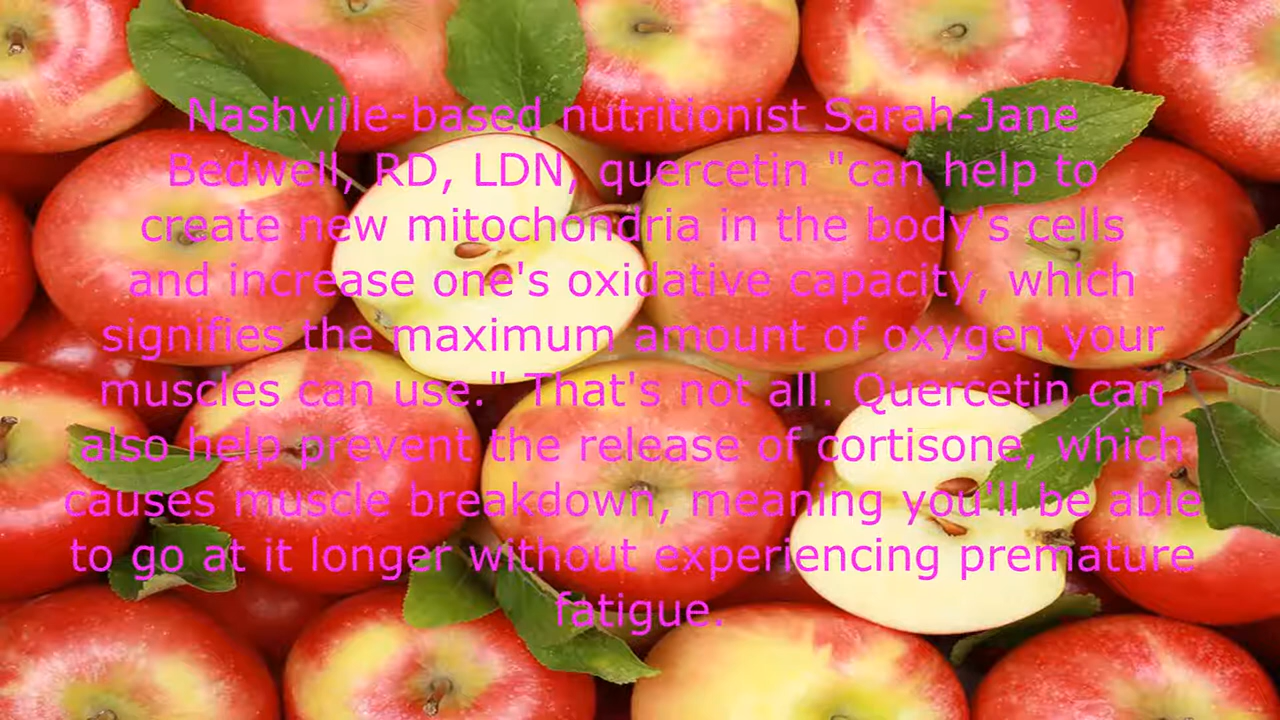 Nashville-based nutritionist Sarah-Jane
Bedwell, RD, LDN, quercetin "can help to
create new mitochondria in the body's cells
and increase one's oxidative capacity, which
signifies the maximum amount of oxygen your
muscles can use." That's not all. Quercetin can
also help prevent the release of cortisone, which
causes muscle breakdown, meaning you'll be able
to go at it longer without experiencing premature
fatigue.